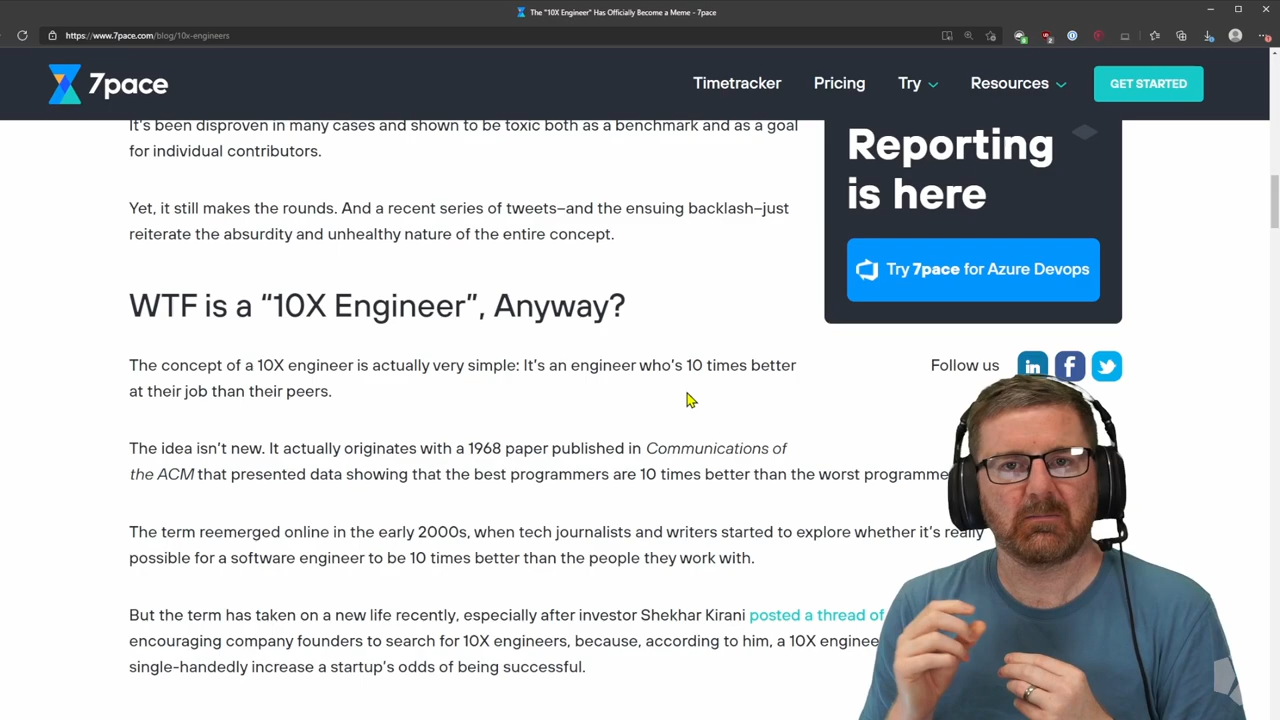 The "10X Engineer" Has Officially Become a Meme - 7pace
https://www.7pace.com/blog/10x-engineers
7pace
Timetracker
Pricing
Try
Resources
GET STARTED
It's been disproven in many cases and shown to be toxic both as a benchmark and as a goal
for individual contributors.
Yet, it still makes the rounds. And a recent series of tweets–and the ensuing backlash–just
reiterate the absurdity and unhealthy nature of the entire concept.
WTF is a “10X Engineer”, Anyway?
The concept of a 10X engineer is actually very simple: It's an engineer who's 10 times better
at their job than their peers.
The idea isn't new. It actually originates with a 1968 paper published in Communications of
the ACM that presented data showing that the best programmers are 10 times better than the worst programme
The term reemerged online in the early 2000s, when tech journalists and writers started to explore whether it's really
possible for a software engineer to be 10 times better than the people they work with.
But the term has taken on a new life recently, especially after investor Shekhar Kirani posted a thread of
encouraging company founders to search for 10X engineers, because, according to him, a 10X enginee
single-handedly increase a startup's odds of being successful.
Reporting
is here
Try 7pace for Azure Devops
Follow us
in
f